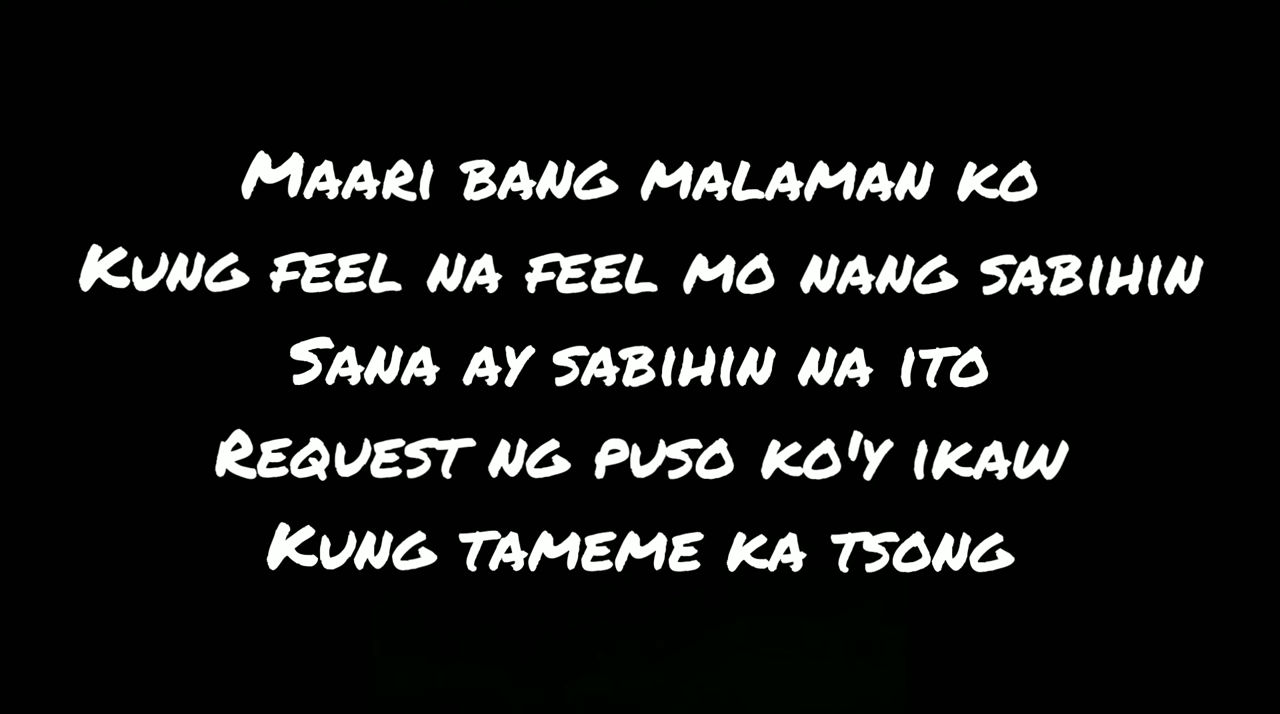 Maari bang malaman ko
Kung feel na feel mo nang sabihin
Sana ay sabihin na ito
Request ng puso ko'y ikaw
Kung tameme ka tsong